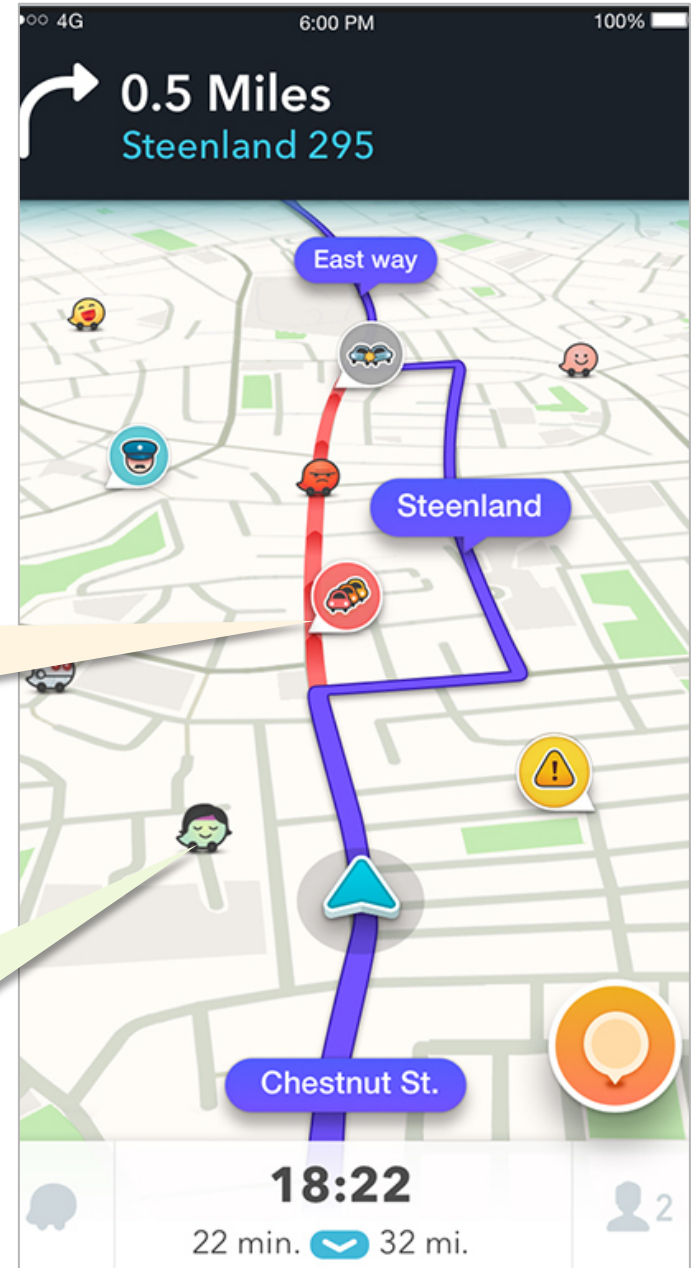 4G 6:00 PM 100%
0.5 Miles
Steenland 295
East way
Steenland
!
Chestnut St.
18:22
2
22 min. 32 mi.